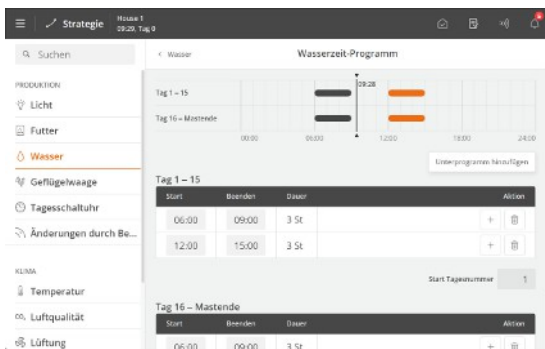 Strategie
House 1
09:29, Tag 0
Suchen
Wasser
Wasserzeit-Programm
PRODUKTION
Licht
Futter
Wasser
Geflügelwaage
Tagesschaltuhr
Änderungen durch Be...
KLIMA
Temperatur
CO₂ Luftqualität
Lüftung
09:28
Tag 1 – 15
Tag 16 – Mastende
00:00 06:00 12:00 18:00 24:00
Unterprogramm hinzufügen
Tag 1 – 15
Start Beenden Dauer Aktion
06:00 09:00 3 St
12:00 15:00 3 St
Start Tagesnummer 1
Tag 16 – Mastende
Start Beenden Dauer Aktion
06:00 09:00 3 St